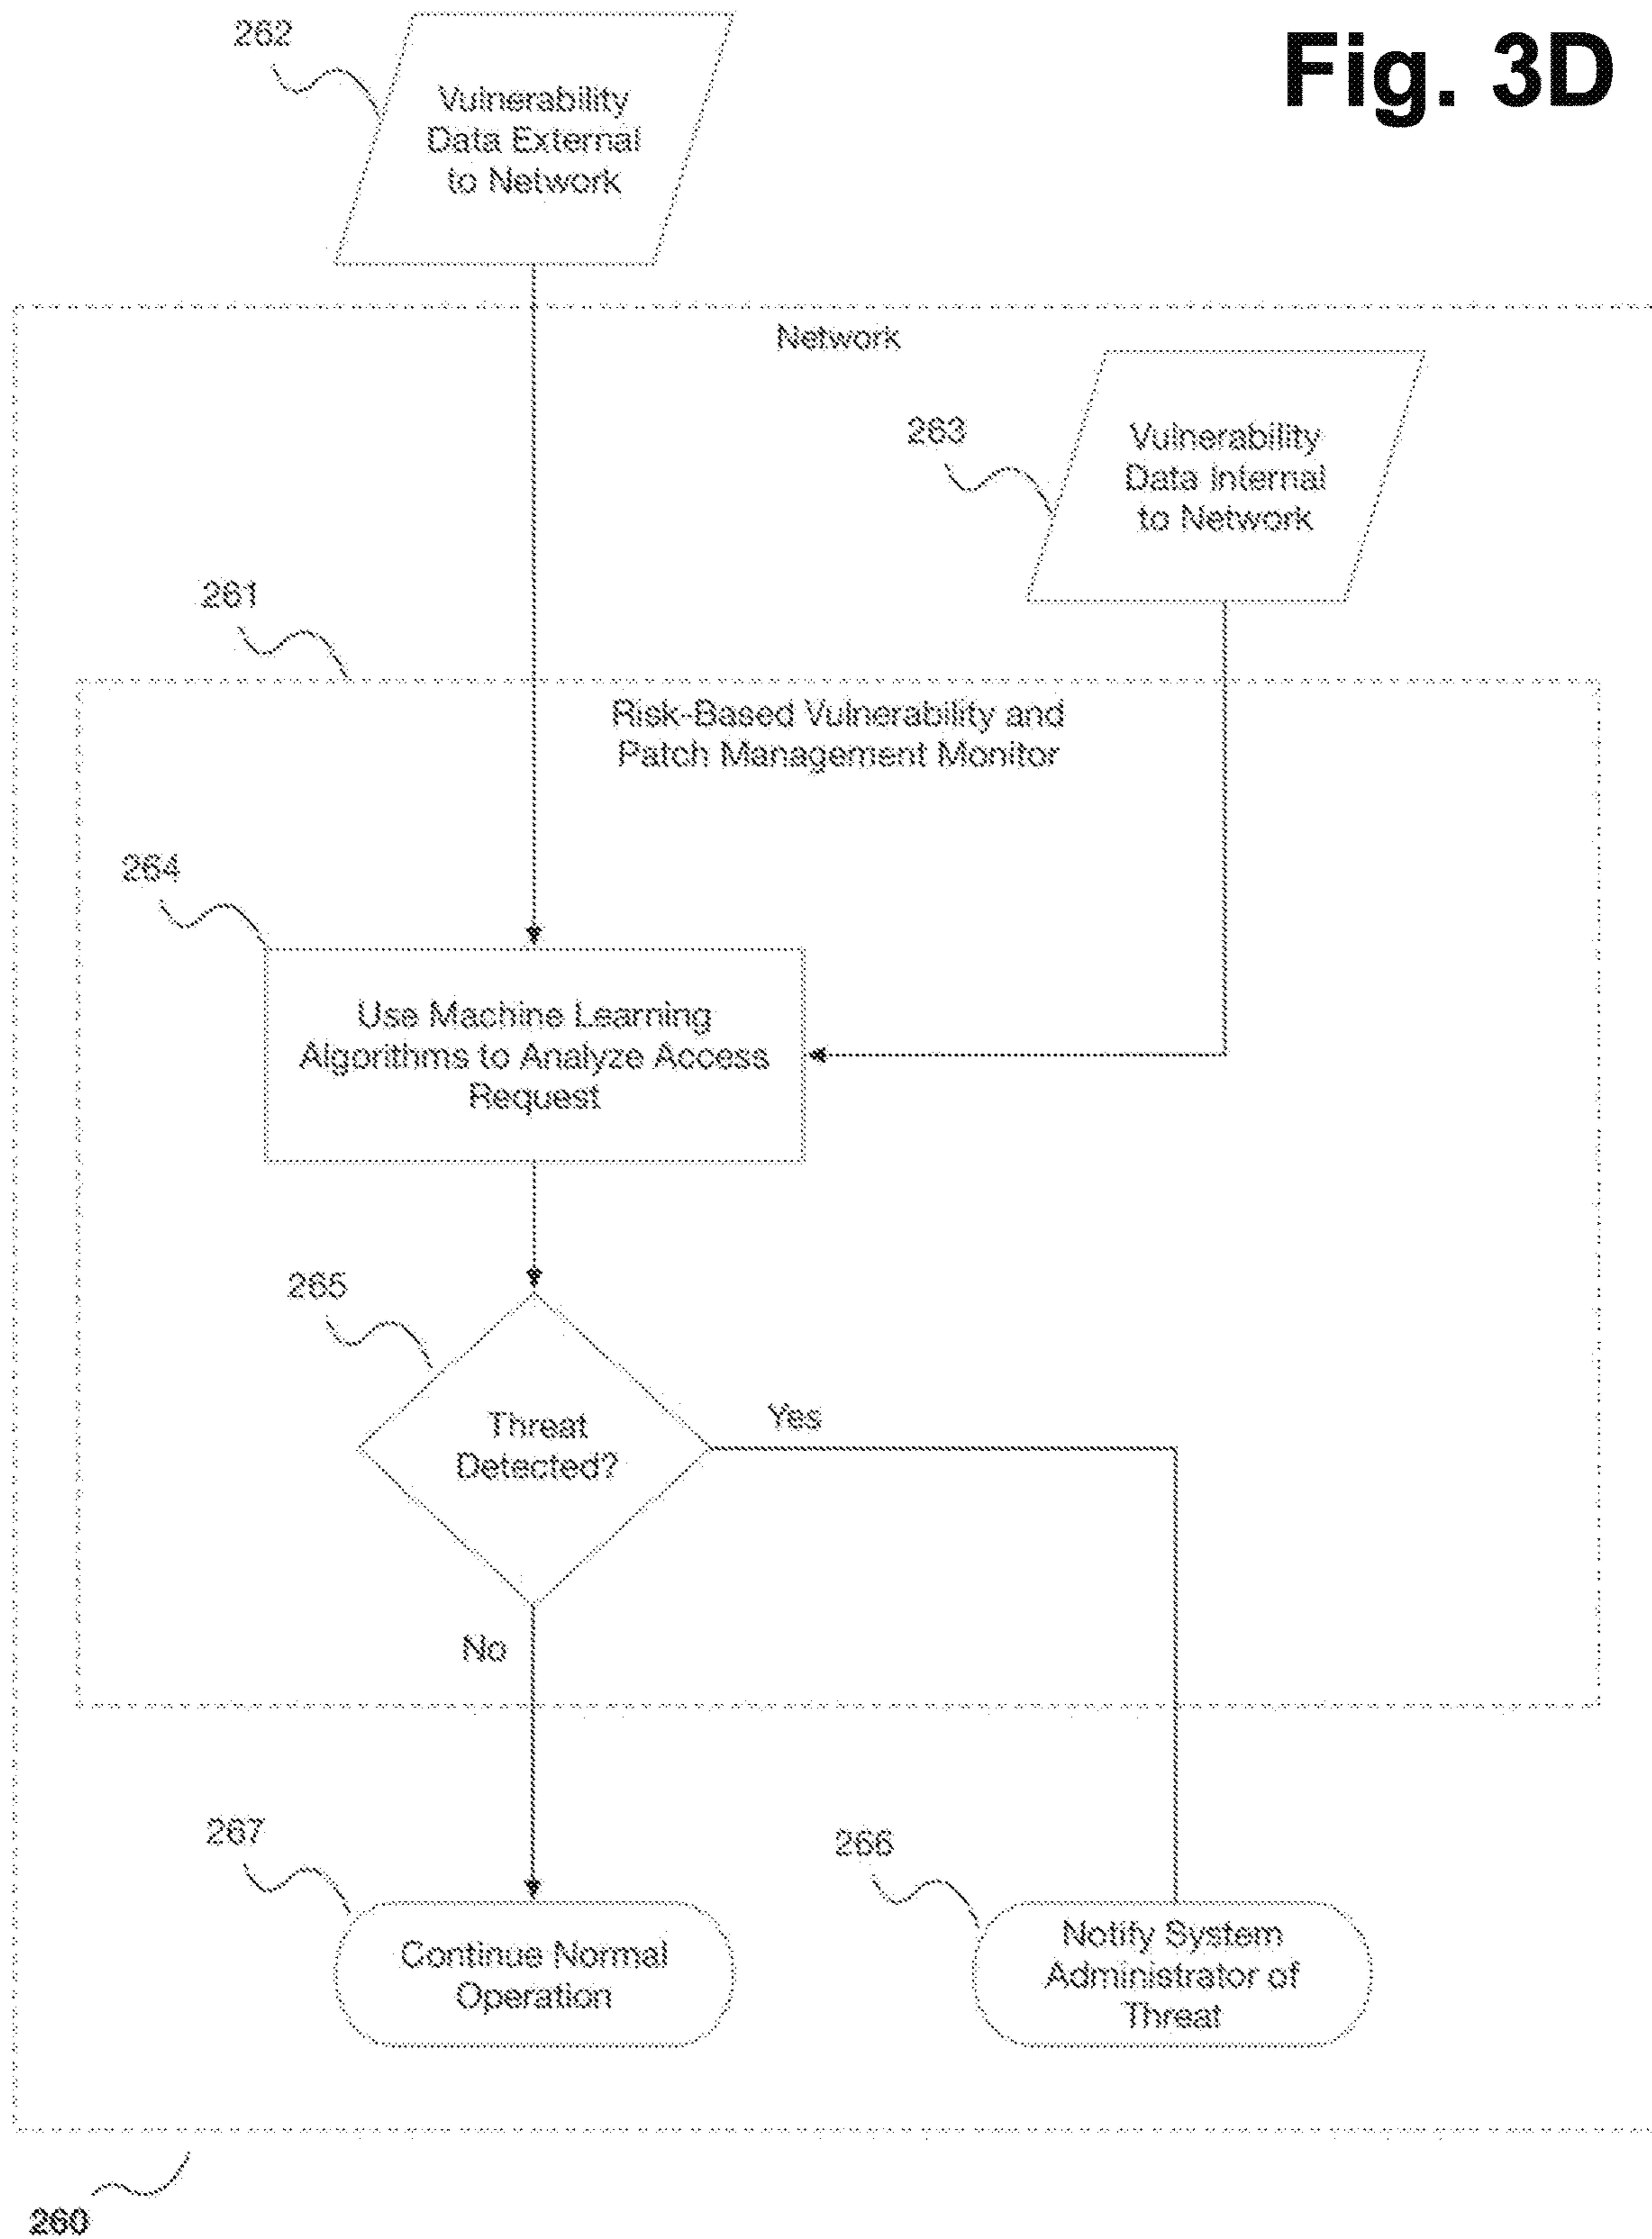 Fig. 3D
262
Vulnerability
Data External
to Network
Network
263
Vulnerability
Data Internal
to Network
261
Risk-Based Vulnerability and
Patch Management Monitor
264
Use Machine Learning
Algorithms to Analyze Access
Request
265
Threat
Detected?
Yes
No
267
Continue Normal
Operation
266
Notify System
Administrator of
Threat
260